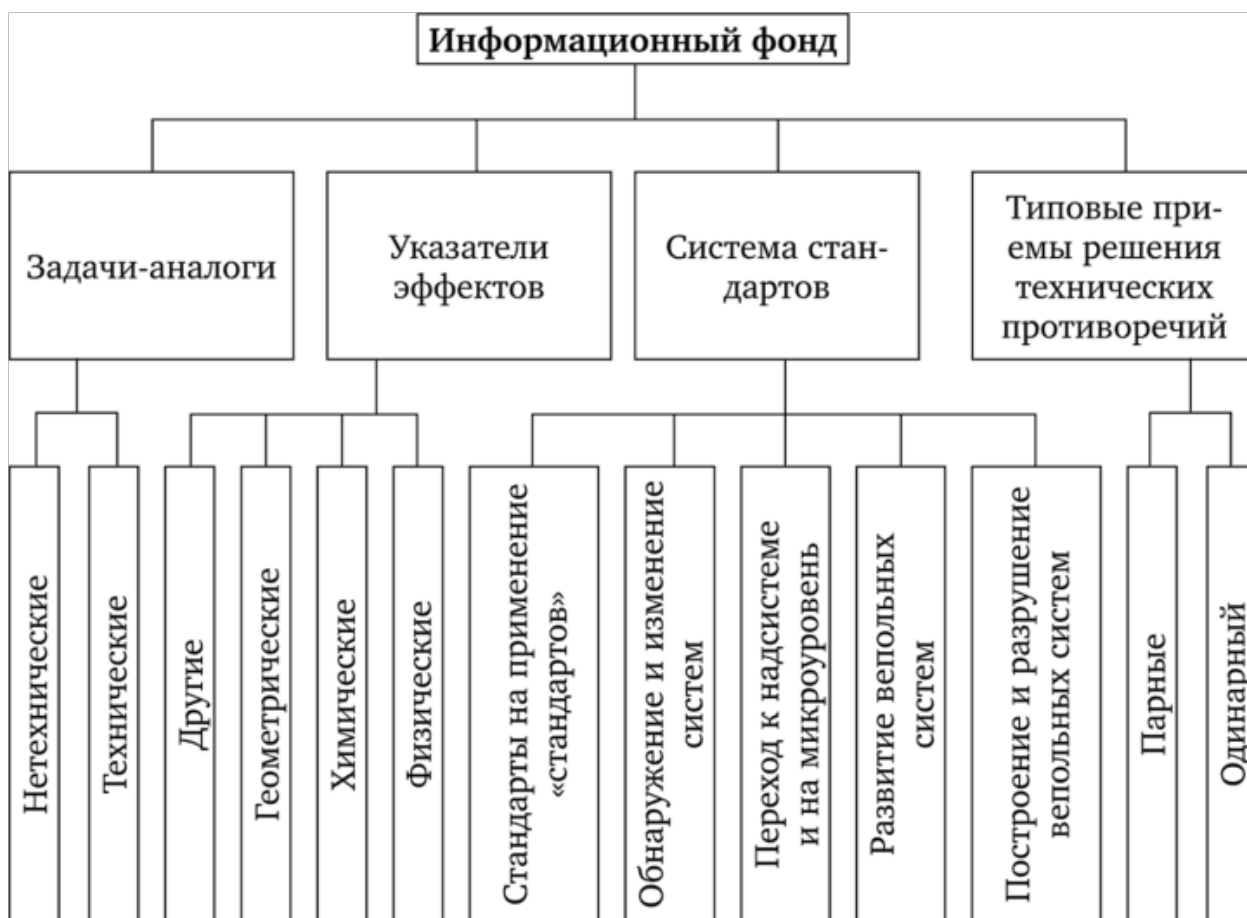 Информационный фонд
Задачи-аналоги
Указатели
эффектов
Система стан-
дартов
Типовые при-
емы решения
технических
противоречий
Нетехнические
Технические
Другие
Геометрические
Химические
Физические
Стандарты на применение
«стандартов»
Обнаружение и изменение
систем
Переход к надсистеме
и на микроуровень
Развитие вепольных
систем
Построение и разрушение
вепольных систем
Парные
Одинарный